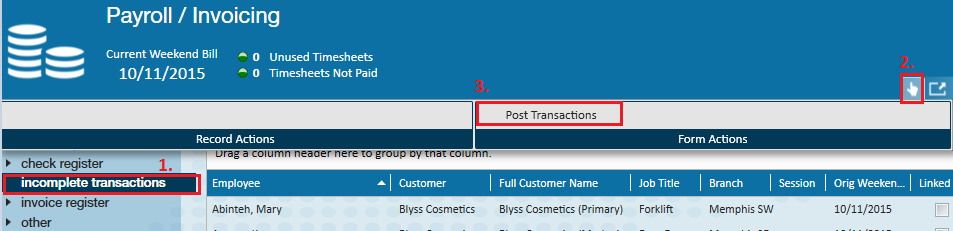 Payroll / Invoicing
Current Weekend Bill
10/11/2015
0 Unused Timesheets
0 Timesheets Not Paid
2.
3.
Post Transactions
Record Actions
Form Actions
check register
1.
incomplete transactions
invoice register
other
Drag a column header here to group by that column.
Employee Customer Full Customer Name Job Title Branch Session Orig Weeken... Linked
Abinteh, Mary Blyss Cosmetics Blyss Cosmetics (Primary) Forklift Memphis SW 10/11/2015